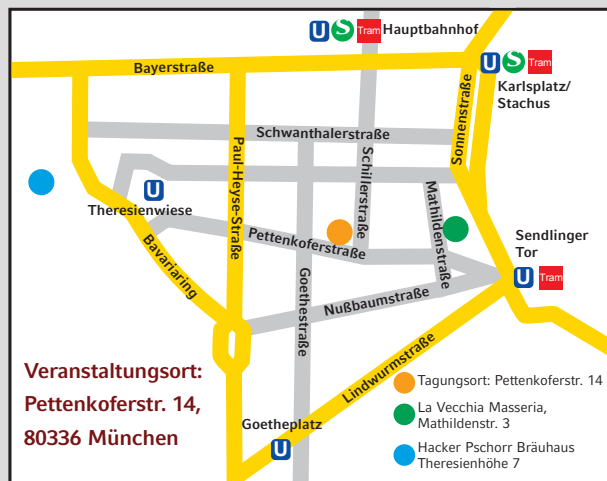 U S Tram Hauptbahnhof
Bayerstraße
U S Tram
Karlsplatz/
Stachus
Sonnenstraße
Schwanthalerstraße
Paul-Heyse-Straße
Schillerstraße
Mathildenstraße
U
Theresienwiese
Pettenkoferstraße
Sendlinger
Tor
U Tram
Bavariaring
Goethestraße
Nußbaumstraße
Lindwurmstraße
Veranstaltungsort:
Pettenkoferstr. 14,
80336 München
Goetheplatz
U
Tagungsort: Pettenkoferstr. 14
La Vecchia Masseria,
Mathildenstr. 3
Hacker Pschorr Bräuhaus
Theresienhöhe 7